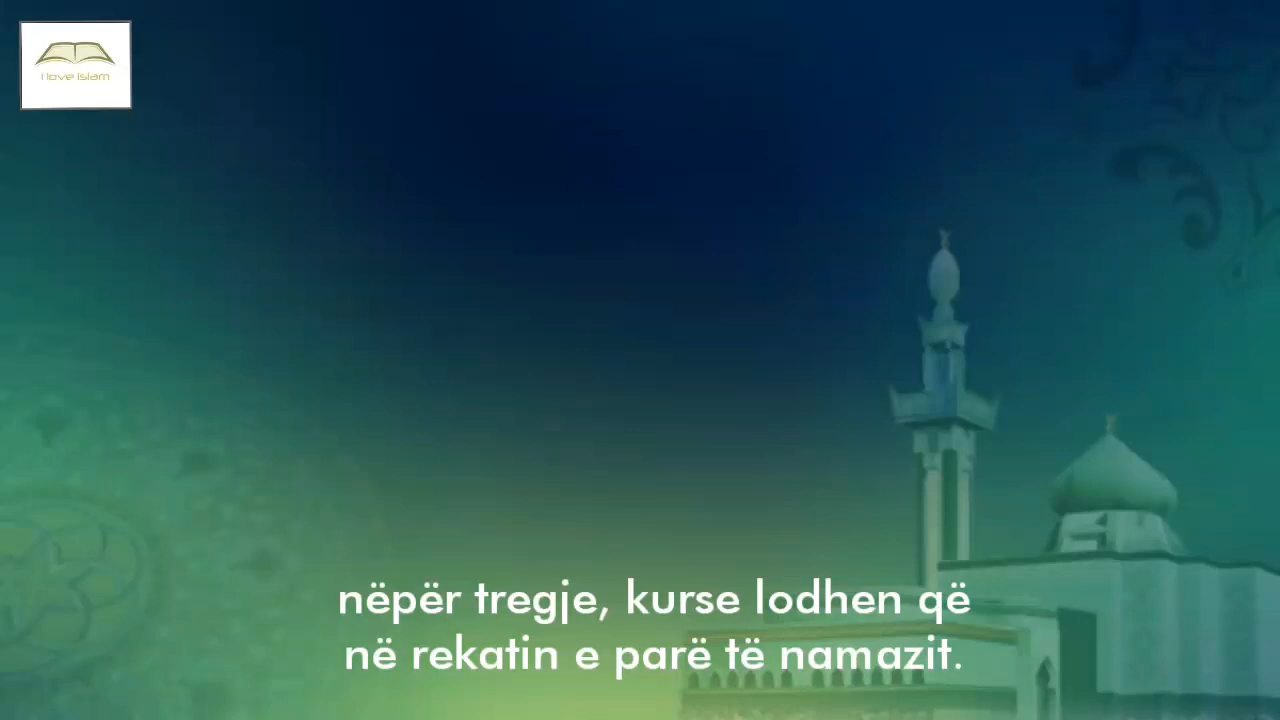 i love islam
nëpër tregje, kurse lodhen që
në rekatin e parë të namazit.